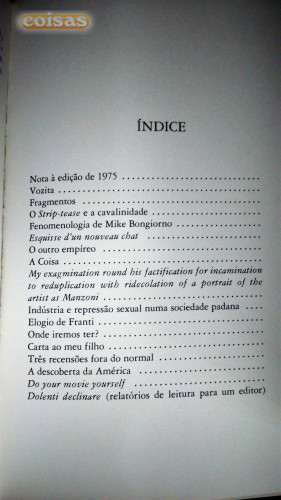 coisas
ÍNDICE
Nota à edição de 1975
Vozita
Fragmentos
O Strip-tease e a cavalinidade
Fenomenologia de Mike Bongiorno
Esquisse d'un nouveau chat
O outro empíreo
A Coisa
My exagmination round his factification for incamination
to reduplication with ridecolation of a portrait of the
artist as Manzoni
Indústria e repressão sexual numa sociedade padana
Elogio de Franti
Onde iremos ter?
Carta ao meu filho
Três recensões fora do normal
A descoberta da América
Do your movie yourself
Dolenti declinare (relatórios de leitura para um editor)